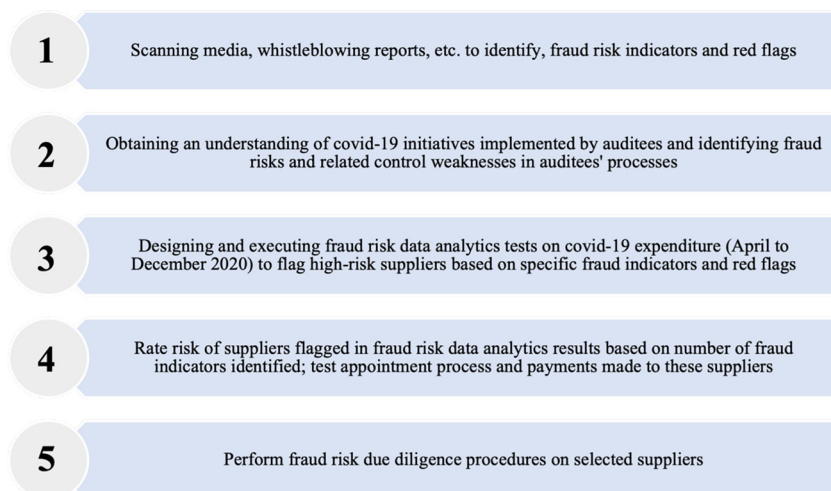 1
Scanning media, whistleblowing reports, etc. to identify, fraud risk indicators and red flags
2
Obtaining an understanding of covid-19 initiatives implemented by auditees and identifying fraud
risks and related control weaknesses in auditees' processes
3
Designing and executing fraud risk data analytics tests on covid-19 expenditure (April to
December 2020) to flag high-risk suppliers based on specific fraud indicators and red flags
4
Rate risk of suppliers flagged in fraud risk data analytics results based on number of fraud
indicators identified; test appointment process and payments made to these suppliers
5
Perform fraud risk due diligence procedures on selected suppliers